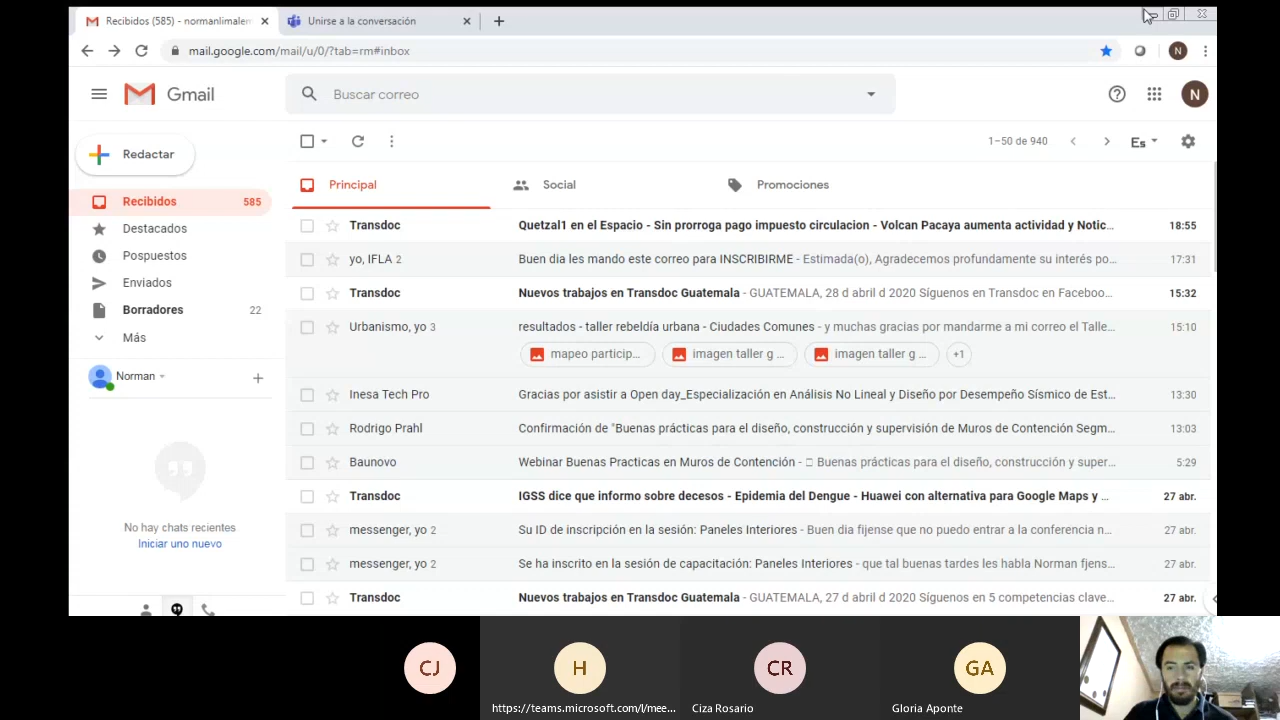 Recibidos (585) - normanlimalem
Unirse a la conversación
mail.google.com/mail/u/0/?tab=rm#inbox
N
Gmail
Buscar correo
N
Redactar
1–50 de 940
Es
Principal
Social
Promociones
Recibidos 585
Destacados
Pospuestos
Enviados
Borradores 22
Más
Norman
No hay chats recientes
Iniciar uno nuevo
Transdoc Quetzal1 en el Espacio - Sin prorroga pago impuesto circulacion - Volcan Pacaya aumenta actividad y Notic… 18:55
yo, IFLA 2 Buen dia les mando este correo para INSCRIBIRME - Estimada(o), Agradecemos profundamente su interés po… 17:31
Transdoc Nuevos trabajos en Transdoc Guatemala - GUATEMALA, 28 d abril d 2020 Síguenos en Transdoc en Faceboo… 15:32
Urbanismo, yo 3 resultados - taller rebeldía urbana - Ciudades Comunes - y muchas gracias por mandarme a mi correo el Talle… 15:10
mapeo particip… imagen taller g … imagen taller g … +1
Inesa Tech Pro Gracias por asistir a Open day_Especialización en Análisis No Lineal y Diseño por Desempeño Sísmico de Est… 13:30
Rodrigo Prahl Confirmación de "Buenas prácticas para el diseño, construcción y supervisión de Muros de Contención Segm… 13:03
Baunovo Webinar Buenas Practicas en Muros de Contención - Buenas prácticas para el diseño, construcción y super… 5:29
Transdoc IGSS dice que informo sobre decesos - Epidemia del Dengue - Huawei con alternativa para Google Maps y … 27 abr.
messenger, yo 2 Su ID de inscripción en la sesión: Paneles Interiores - Buen dia fijense que no puedo entrar a la conferencia n… 27 abr.
messenger, yo 2 Se ha inscrito en la sesión de capacitación: Paneles Interiores - que tal buenas tardes les habla Norman fjens… 27 abr.
Transdoc Nuevos trabajos en Transdoc Guatemala - GUATEMALA, 27 d abril d 2020 Síguenos en 5 competencias clave… 27 abr.
CJ
H
CR
GA
https://teams.microsoft.com/l/mee…
Ciza Rosario
Gloria Aponte